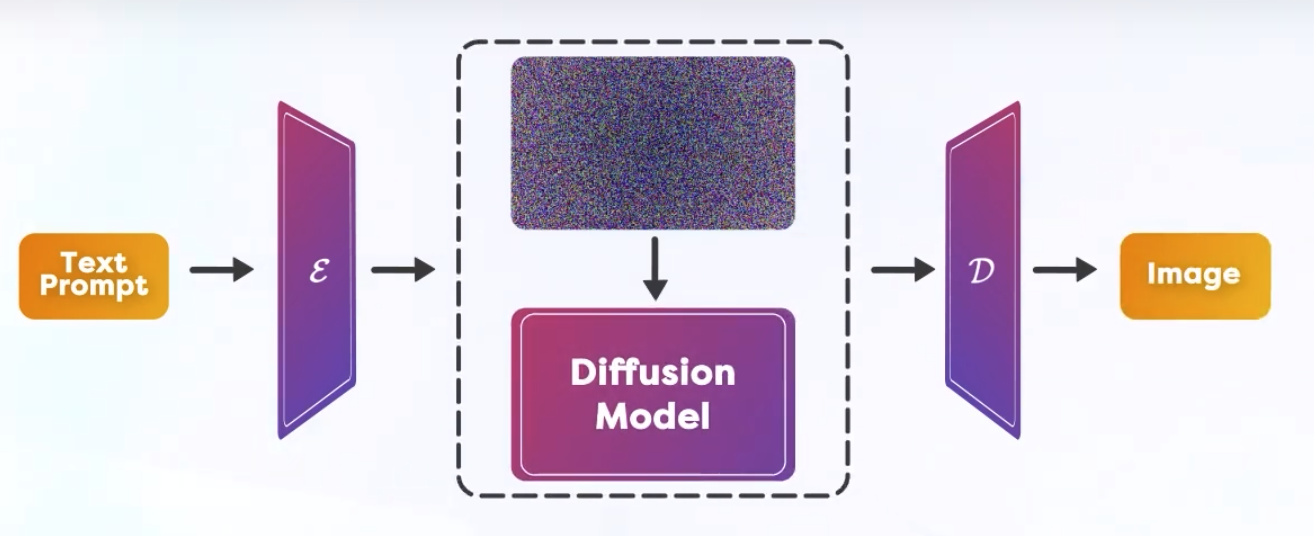 Text
Prompt
ℰ
Diffusion
Model
𝒟
Image